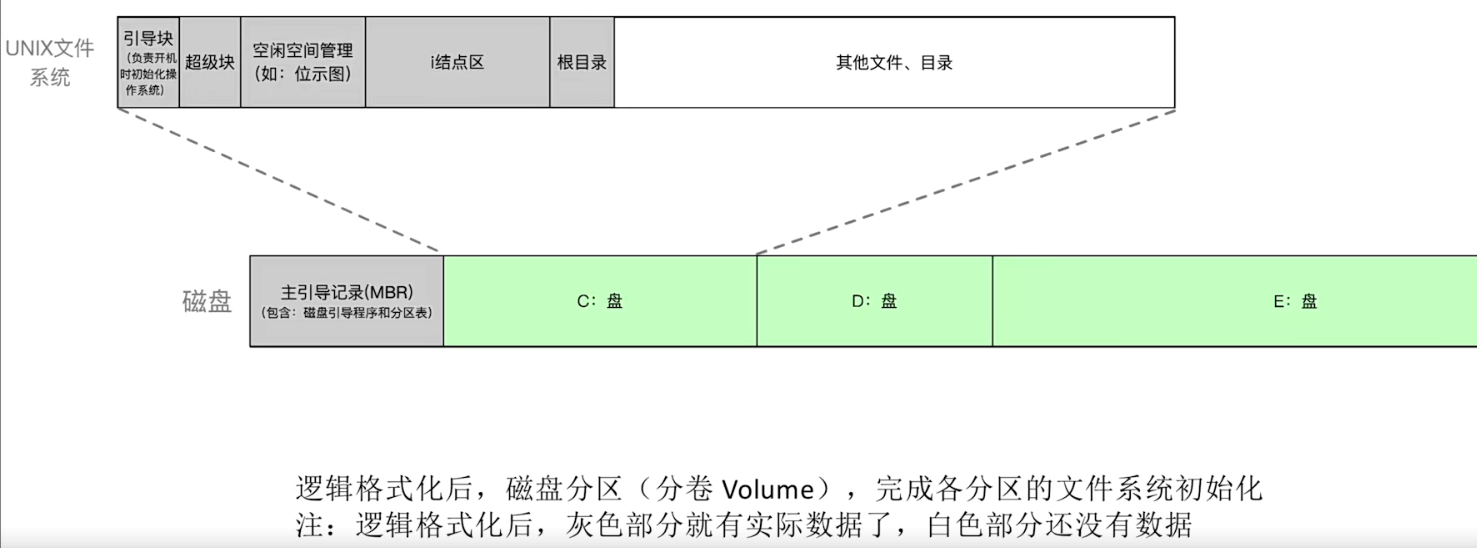 UNIX文件
系统
引导块
（负责开机
时初始化操
作系统）
超级块
空闲空间管理
（如：位示图）
i结点区
根目录
其他文件、目录
磁盘
主引导记录(MBR)
（包含：磁盘引导程序和分区表）
C：盘
D：盘
E：盘
逻辑格式化后，磁盘分区（分卷 Volume），完成各分区的文件系统初始化
注：逻辑格式化后，灰色部分就有实际数据了，白色部分还没有数据